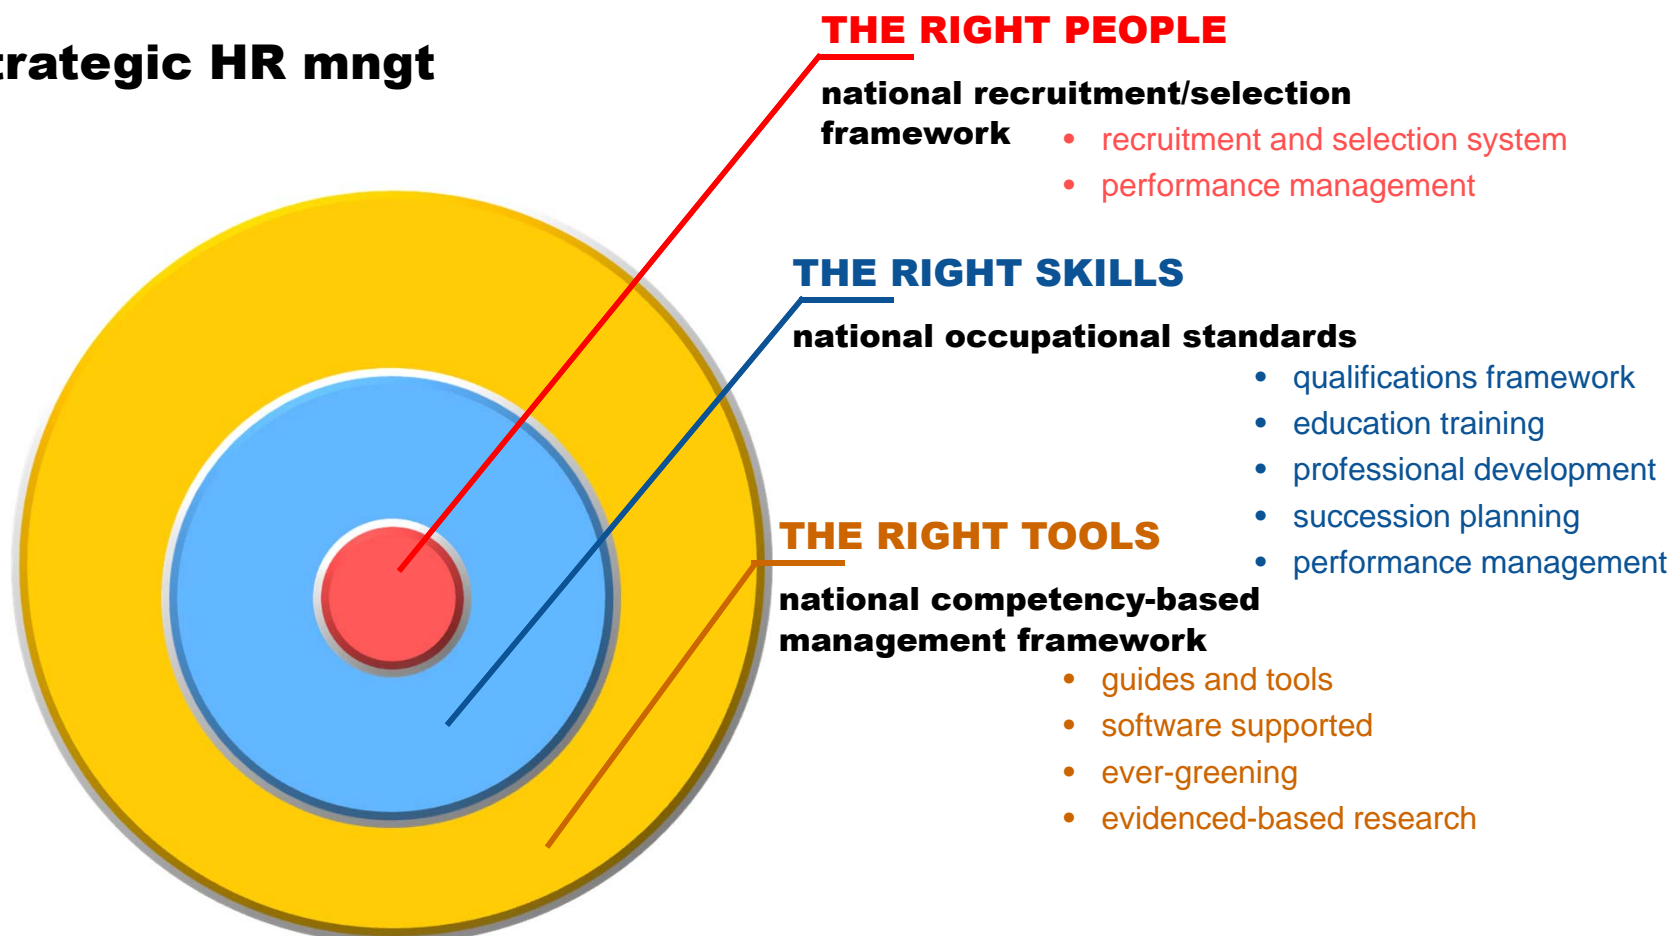 trategic HR mngt
THE RIGHT PEOPLE
national recruitment/selection
framework
• recruitment and selection system
• performance management
THE RIGHT SKILLS
national occupational standards
• qualifications framework
• education training
• professional development
• succession planning
• performance management
THE RIGHT TOOLS
national competency-based
management framework
• guides and tools
• software supported
• ever-greening
• evidenced-based research